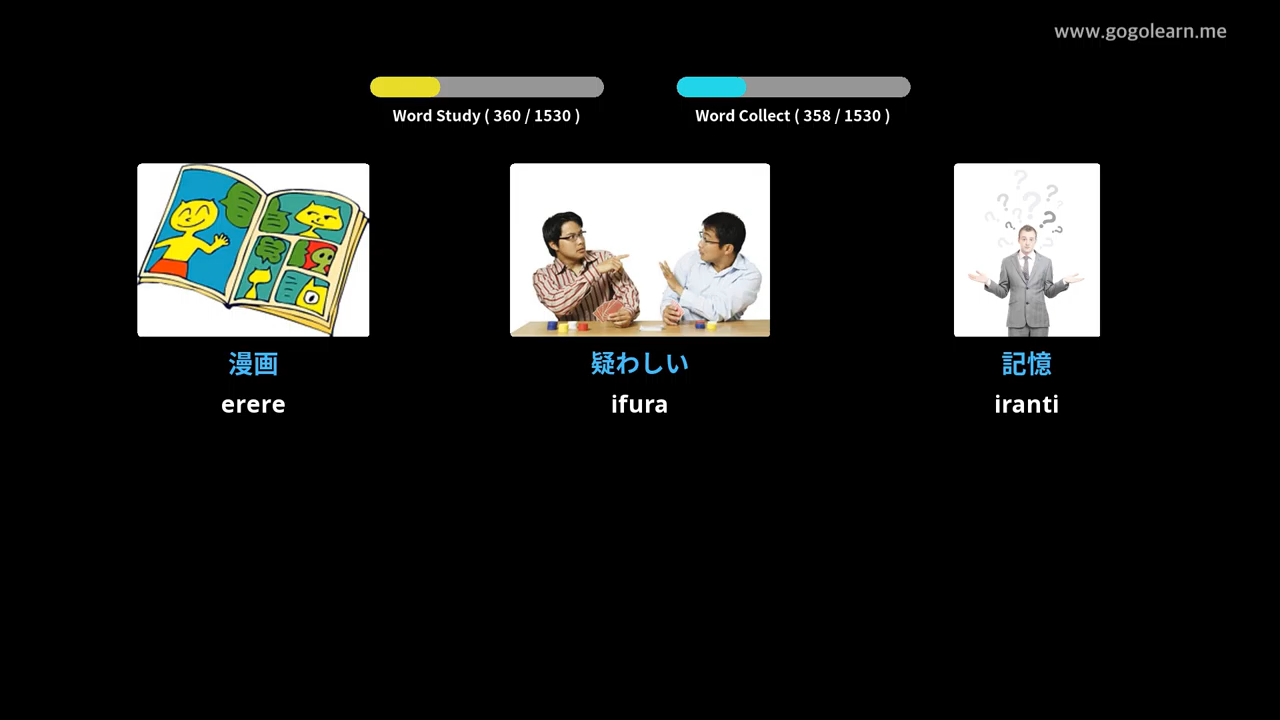 www.gogolearn.me
Word Study ( 360 / 1530 )
Word Collect ( 358 / 1530 )
漫画
疑わしい
記憶
erere
ifura
iranti